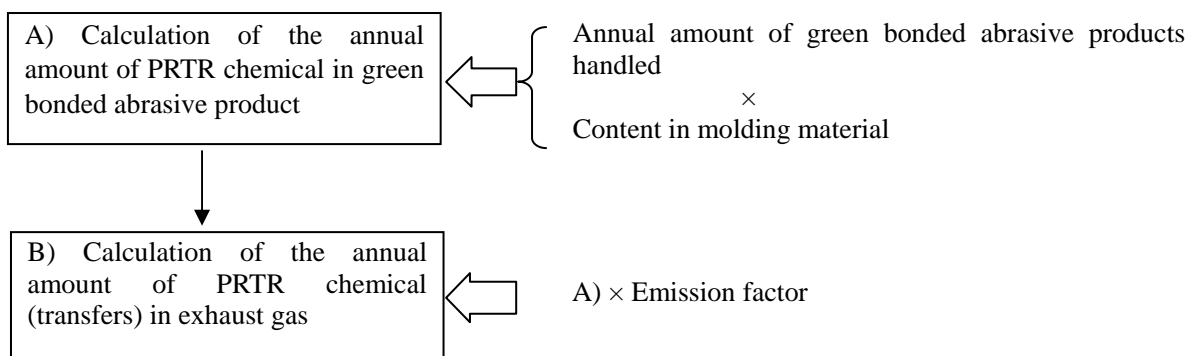 A) Calculation of the annual
amount of PRTR chemical in green
bonded abrasive product
Annual amount of green bonded abrasive products
handled
×
Content in molding material
B) Calculation of the annual
amount of PRTR chemical
(transfers) in exhaust gas
A) × Emission factor